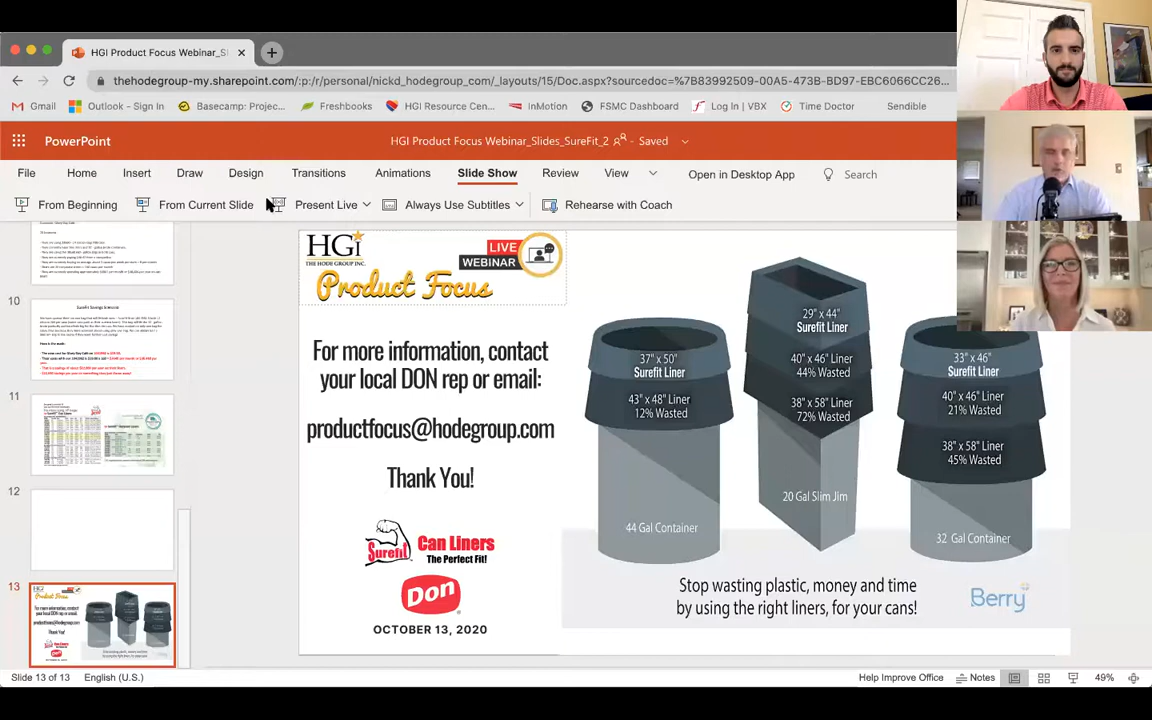 HGI Product Focus Webinar_S
thehodegroup-my.sharepoint.com/:p:r/personal/nickd_hodegroup_com/_layouts/15/Doc.aspx?sourcedoc=%7B83992509-00A5-473B-BD97-EBC6066CC26...
Gmail Outlook - Sign In Basecamp: Projec... Freshbooks HGI Resource Cen... InMotion FSMC Dashboard Log In | VBX Time Doctor Sendible
PowerPoint
HGI Product Focus Webinar_Slides_SureFit_2 - Saved
File Home Insert Draw Design Transitions Animations Slide Show Review View Open in Desktop App Search
From Beginning From Current Slide Present Live Always Use Subtitles Rehearse with Coach
10
11
12
13
HGi
THE HODE GROUP INC.
LIVE
WEBINAR
Product Focus
For more information, contact
your local DON rep or email:
productfocus@hodegroup.com
Thank You!
Surefit Can Liners
The Perfect Fit!
Don
OCTOBER 13, 2020
37" x 50"
Surefit Liner
43" x 48" Liner
12% Wasted
44 Gal Container
29" x 44"
Surefit Liner
40" x 46" Liner
44% Wasted
38" x 58" Liner
72% Wasted
20 Gal Slim Jim
33" x 46"
Surefit Liner
40" x 46" Liner
21% Wasted
38" x 58" Liner
45% Wasted
32 Gal Container
Stop wasting plastic, money and time
by using the right liners, for your cans!
Berry
Slide 13 of 13 English (U.S.) Help Improve Office Notes 49%